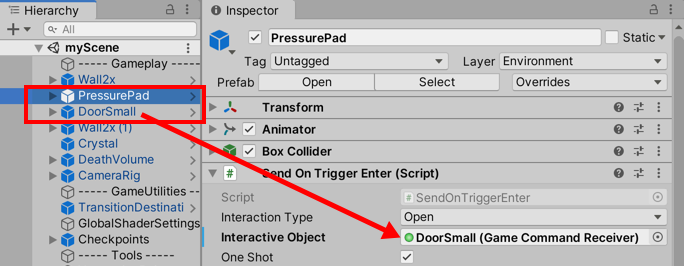 Hierarchy
All
myScene
----- Gameplay -----
Wall2x
PressurePad
DoorSmall
Wall2x (1)
Crystal
DeathVolume
CameraRig
----- GameUtilities --
TransitionDestinati
GlobalShaderSettings
Checkpoints
----- Tools -----
Inspector
PressurePad
Static
Tag Untagged Layer Environment
Prefab Open Select Overrides
Transform
Animator
Box Collider
Send On Trigger Enter (Script)
Script # SendOnTriggerEnter
Interaction Type Open
Interactive Object DoorSmall (Game Command Receiver)
One Shot